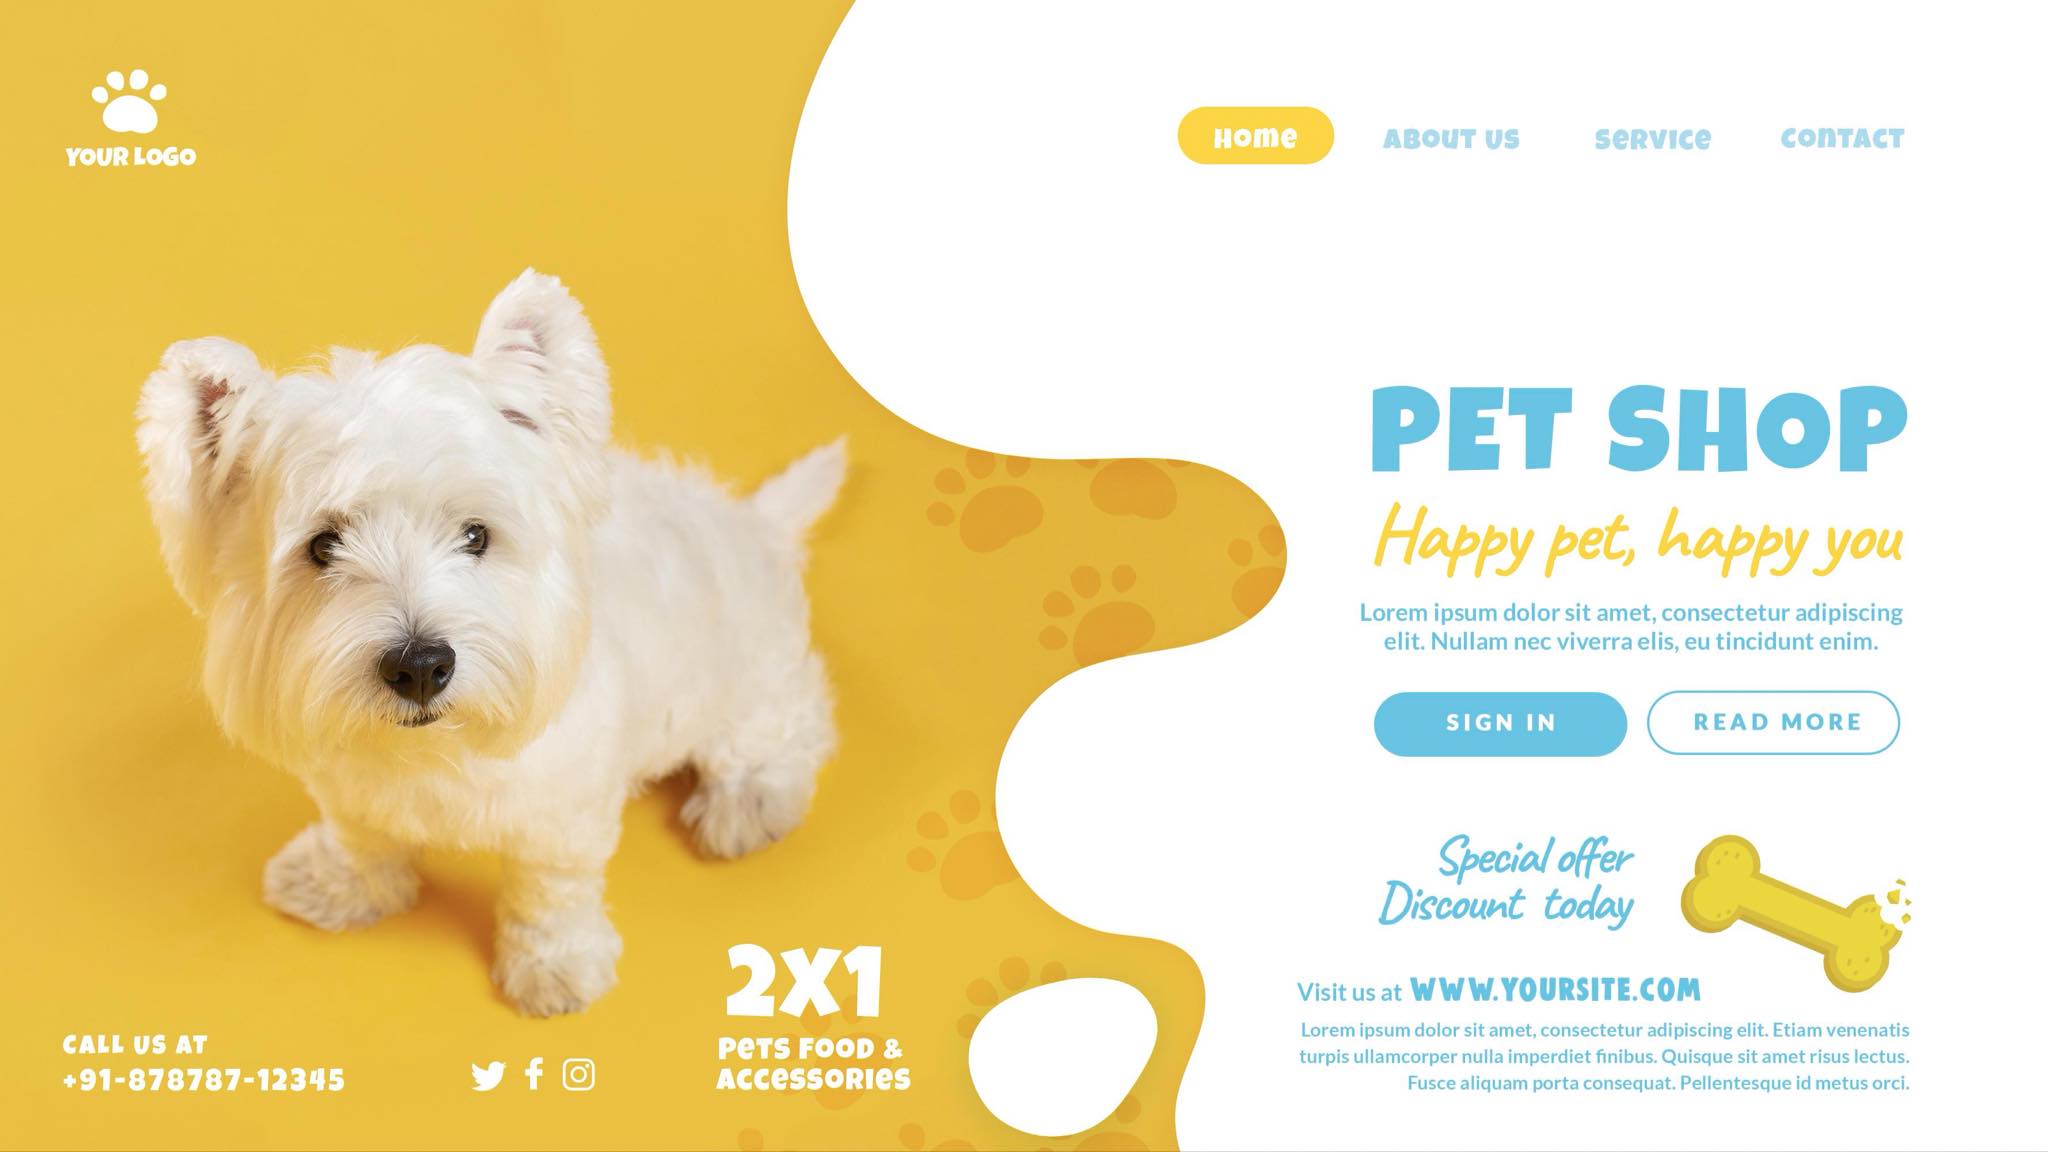 YOUR LOGO
Home
ABOUT US
SERVICE
CONTACT
PET SHOP
Happy pet, happy you
Lorem ipsum dolor sit amet, consectetur adipiscing
elit. Nullam nec viverra elis, eu tincidunt enim.
SIGN IN
READ MORE
Special offer
Discount today
Visit us at WWW.YOURSITE.COM
Lorem ipsum dolor sit amet, consectetur adipiscing elit. Etiam venenatis
turpis ullamcorper nulla imperdiet finibus. Quisque sit amet risus lectus.
Fusce aliquam porta consequat. Pellentesque id metus orci.
2X1
PETS FOOD &
ACCESSORIES
CALL US AT
+91-878787-12345